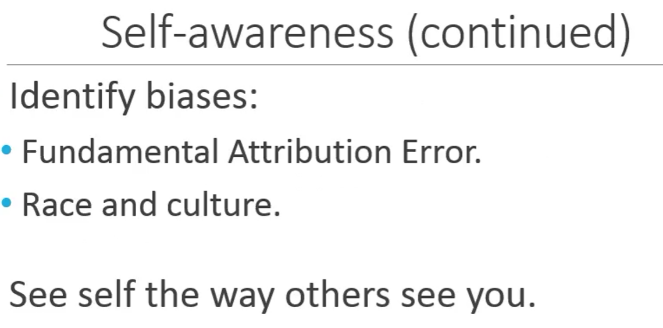 Self-awareness (continued)
Identify biases:
• Fundamental Attribution Error.
• Race and culture.
See self the way others see you.